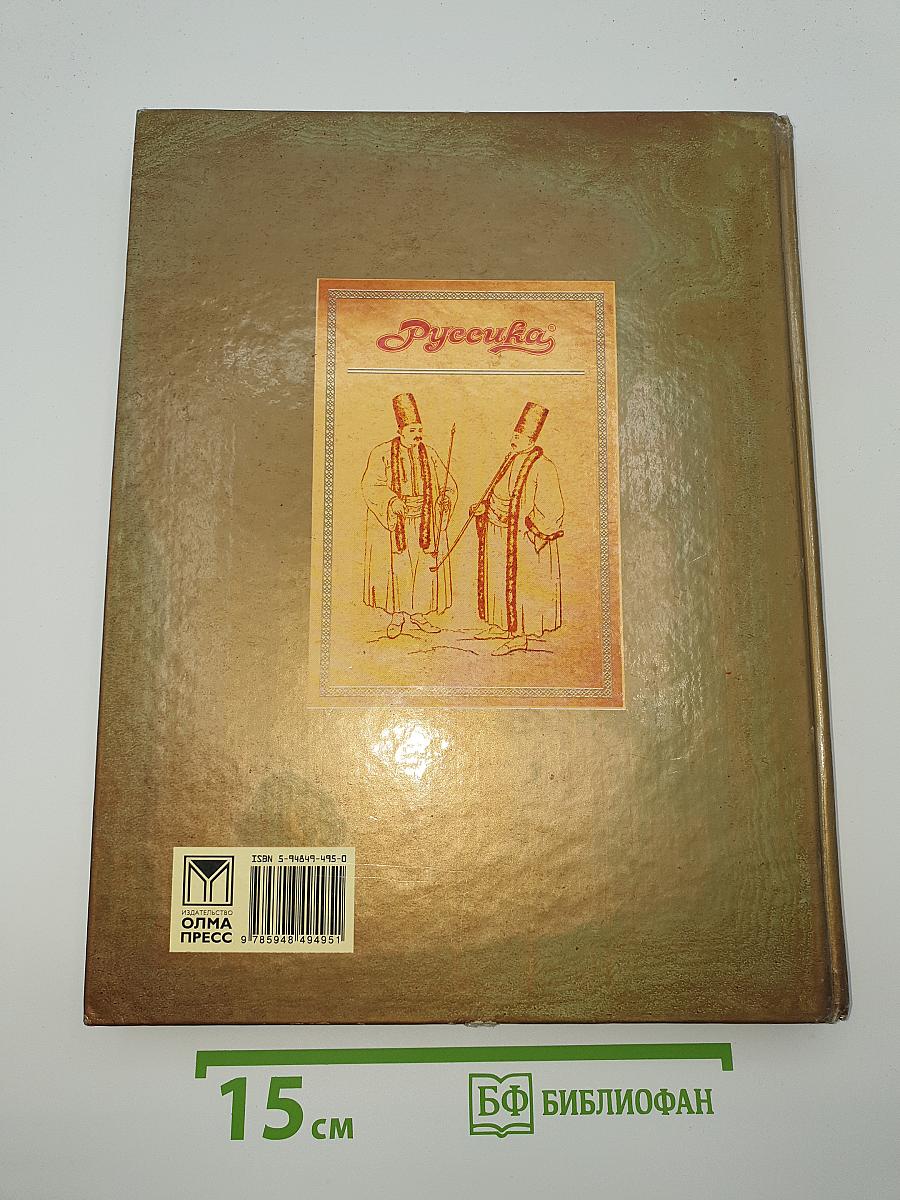 Руссика®
ISBN 5-94849-495-0
ИЗДАТЕЛЬСТВО
ОЛМА
ПРЕСС
9 785948 494951
15 см
БФ БИБЛИОФАН